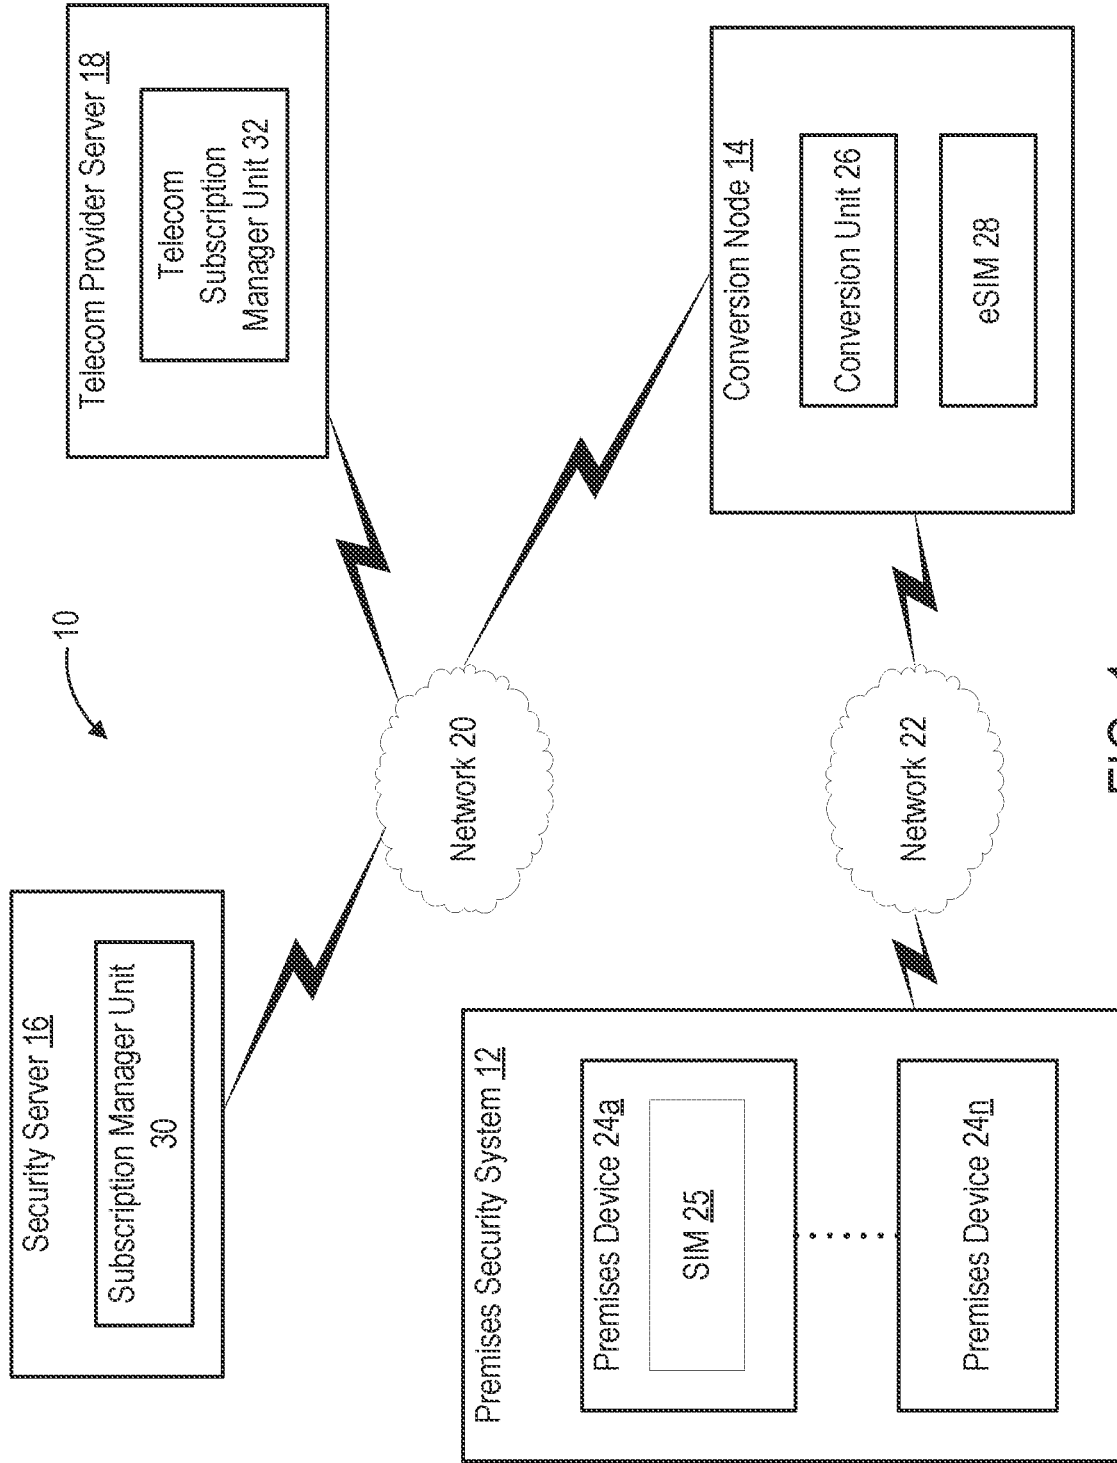 10
Security Server 16
Subscription Manager Unit
30
Telecom Provider Server 18
Telecom
Subscription
Manager Unit 32
Network 20
Premises Security System 12
Premises Device 24a
SIM 25
Premises Device 24n
Network 22
Conversion Node 14
Conversion Unit 26
eSIM 28